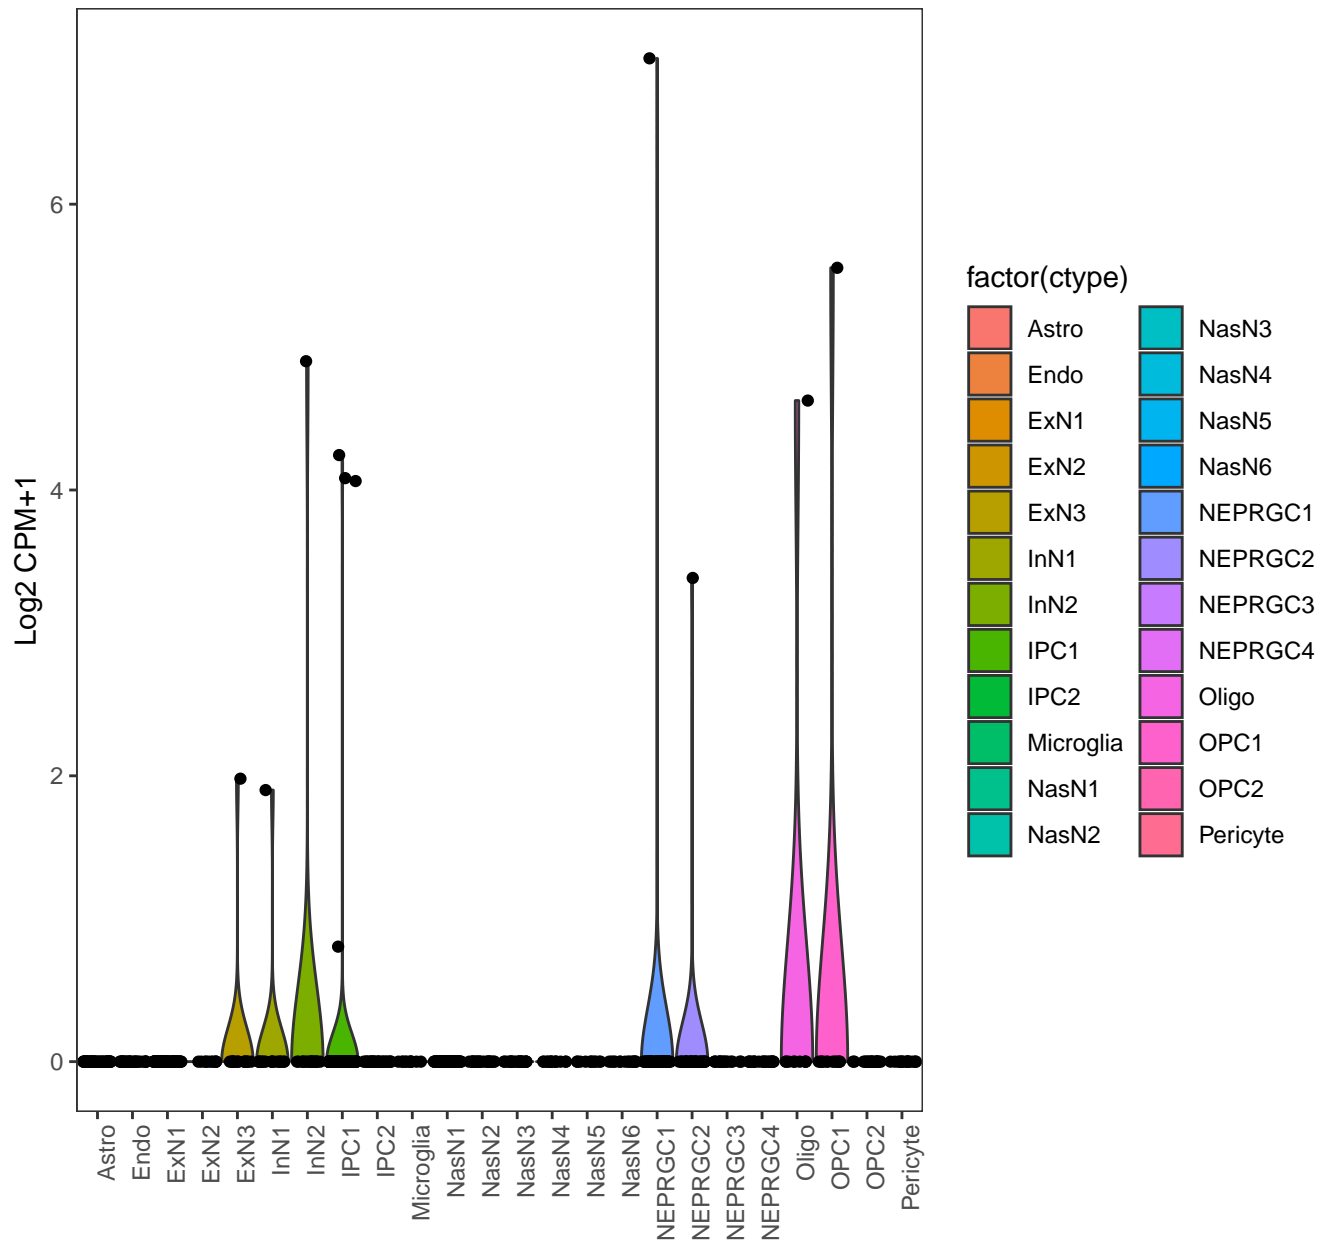 Log2 CPM+1
6
4
2
0
Astro
Endo
ExN1
ExN2
ExN3
InN1
InN2
IPC1
IPC2
Microglia
NasN1
NasN2
NasN3
NasN4
NasN5
NasN6
NEPRGC1
NEPRGC2
NEPRGC3
NEPRGC4
Oligo
OPC1
OPC2
Pericyte
factor(ctype)
Astro
Endo
ExN1
ExN2
ExN3
InN1
InN2
IPC1
IPC2
Microglia
NasN1
NasN2
NasN3
NasN4
NasN5
NasN6
NEPRGC1
NEPRGC2
NEPRGC3
NEPRGC4
Oligo
OPC1
OPC2
Pericyte